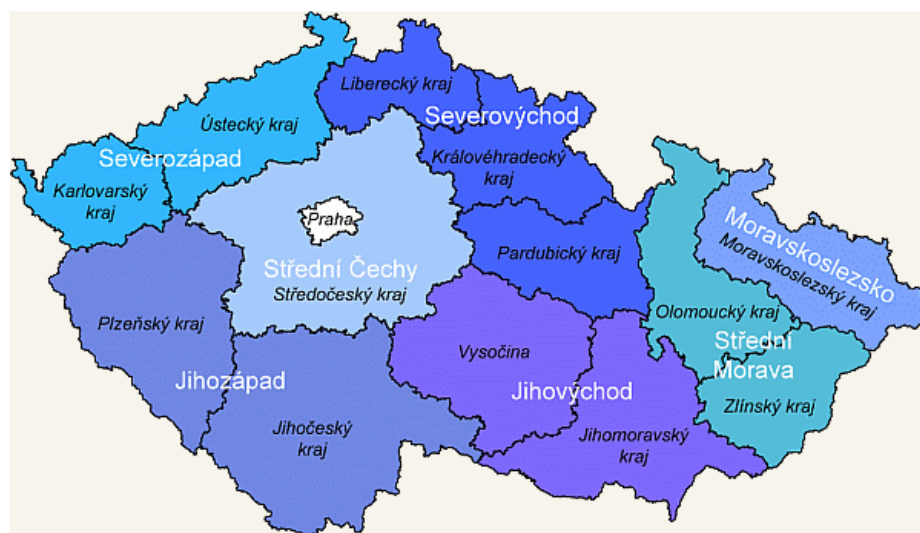 Liberecký kraj
Severovýchod
Ústecký kraj
Severozápad
Královéhradecký
kraj
Karlovarský
kraj
Praha
Pardubický kraj
Moravskoslezsko
Moravskoslezský kraj
Střední Čechy
Středočeský kraj
Olomoucký kraj
Plzeňský kraj
Vysočina
Střední
Morava
Jihozápad
Jihovýchod
Zlínský kraj
Jihočeský
kraj
Jihomoravský
kraj